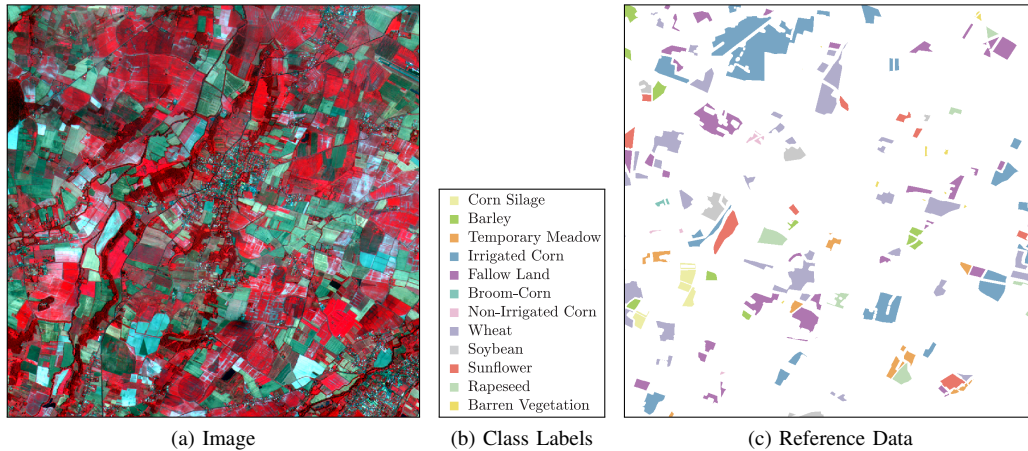 Corn Silage
Barley
Temporary Meadow
Irrigated Corn
Fallow Land
Broom-Corn
Non-Irrigated Corn
Wheat
Soybean
Sunflower
Rapeseed
Barren Vegetation
(a) Image
(b) Class Labels
(c) Reference Data